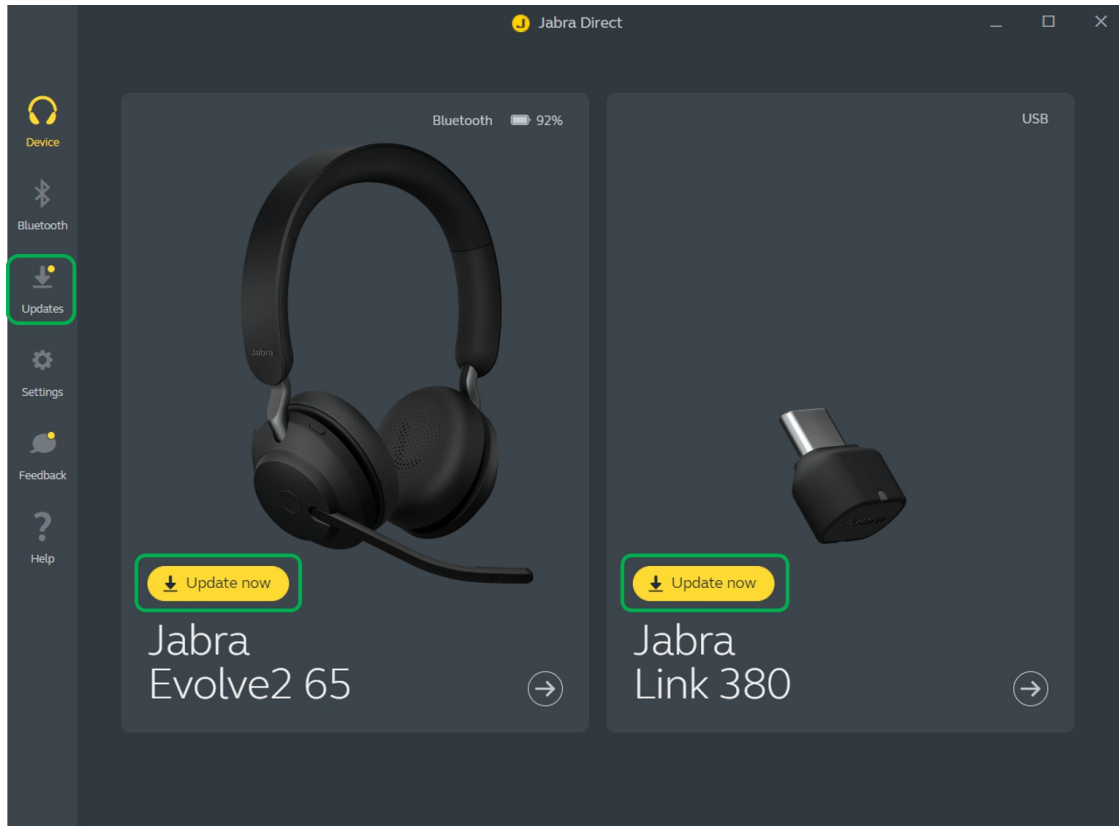 Jabra Direct
Device
Bluetooth
Updates
Settings
Feedback
?
Help
Bluetooth 92%
Jabra
Update now
Jabra
Evolve2 65
USB
Update now
Jabra
Link 380